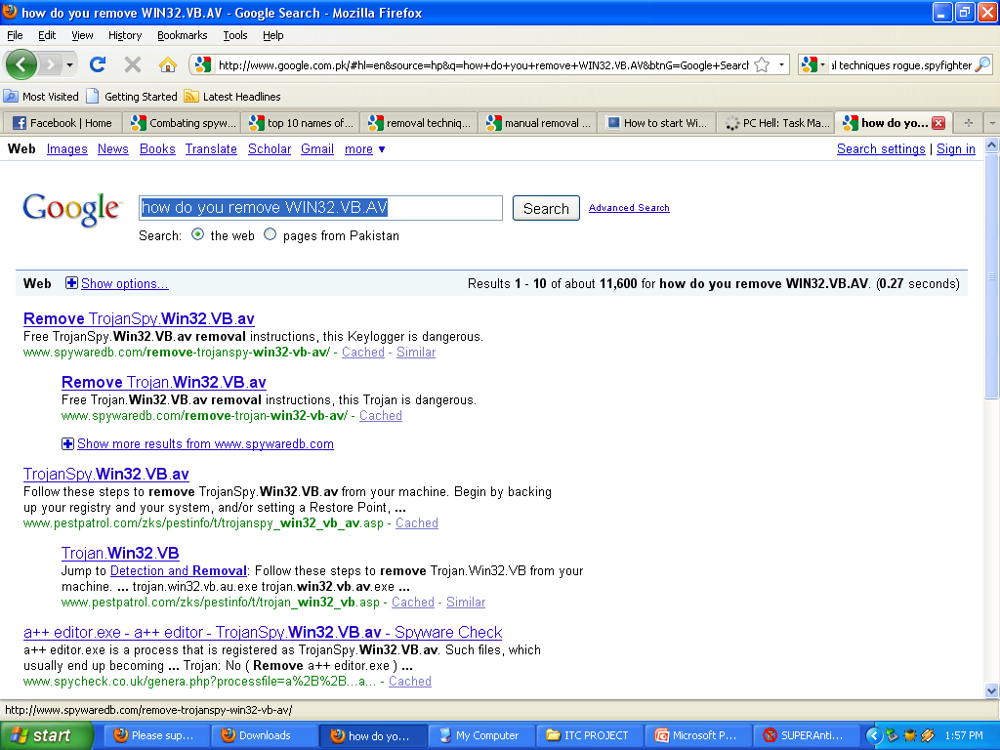 how do you remove WIN32.VB.AV - Google Search - Mozilla Firefox
File Edit View History Bookmarks Tools Help
http://www.google.com.pk/#hl=en&source=hp&q=how+do+you+remove+WIN32.VB.AV&btnG=Google+Search al techniques rogue.spyfighter
Most Visited Getting Started Latest Headlines
Facebook | Home Combating spyw... top 10 names of... removal techniq... manual removal ... How to start Wi... PC Hell: Task Ma... how do yo...
Web Images News Books Translate Scholar Gmail more ▼ Search settings | Sign in
Google how do you remove WIN32.VB.AV Search Advanced Search
Search: the web pages from Pakistan
Web Show options... Results 1 - 10 of about 11,600 for how do you remove WIN32.VB.AV. (0.27 seconds)
Remove TrojanSpy.Win32.VB.av
Free TrojanSpy.Win32.VB.av removal instructions, this Keylogger is dangerous.
www.spywaredb.com/remove-trojanspy-win32-vb-av/ - Cached - Similar
Remove Trojan.Win32.VB.av
Free Trojan.Win32.VB.av removal instructions, this Trojan is dangerous.
www.spywaredb.com/remove-trojan-win32-vb-av/ - Cached
Show more results from www.spywaredb.com
TrojanSpy.Win32.VB.av
Follow these steps to remove TrojanSpy.Win32.VB.av from your machine. Begin by backing
up your registry and your system, and/or setting a Restore Point, ...
www.pestpatrol.com/zks/pestinfo/t/trojanspy_win32_vb_av.asp - Cached
Trojan.Win32.VB
Jump to Detection and Removal: Follow these steps to remove Trojan.Win32.VB from your
machine. ... trojan.win32.vb.au.exe trojan.win32.vb.av.exe ...
www.pestpatrol.com/zks/pestinfo/t/trojan_win32_vb.asp - Cached - Similar
a++ editor.exe - a++ editor - TrojanSpy.Win32.VB.av - Spyware Check
a++ editor.exe is a process that is registered as TrojanSpy.Win32.VB.av. Such files, which
usually end up becoming ... Trojan: No ( Remove a++ editor.exe ) ...
www.spycheck.co.uk/genera.php?processfile=a%2B%2B...a... - Cached
http://www.spywaredb.com/remove-trojanspy-win32-vb-av/
start Please sup... Downloads how do yo... My Computer ITC PROJECT Microsoft P... SUPERAnti... 1:57 PM